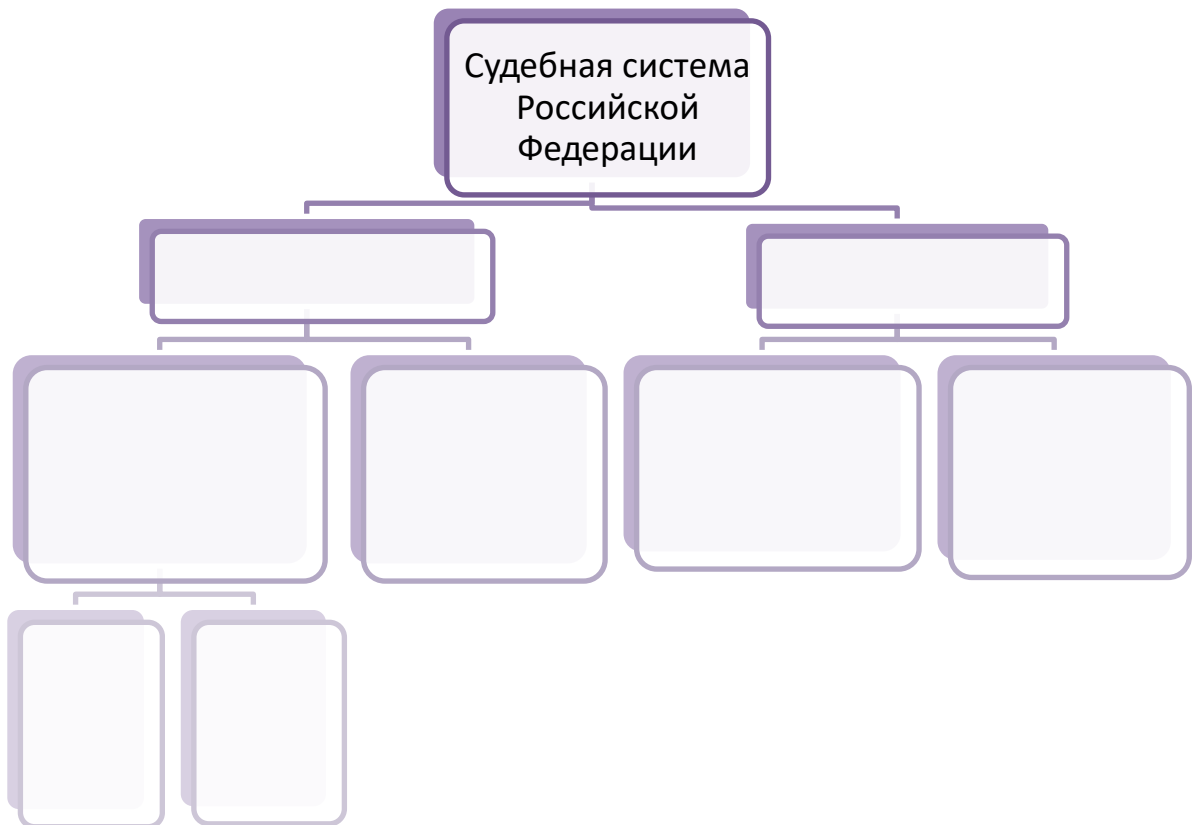 Судебная система
Российской
Федерации